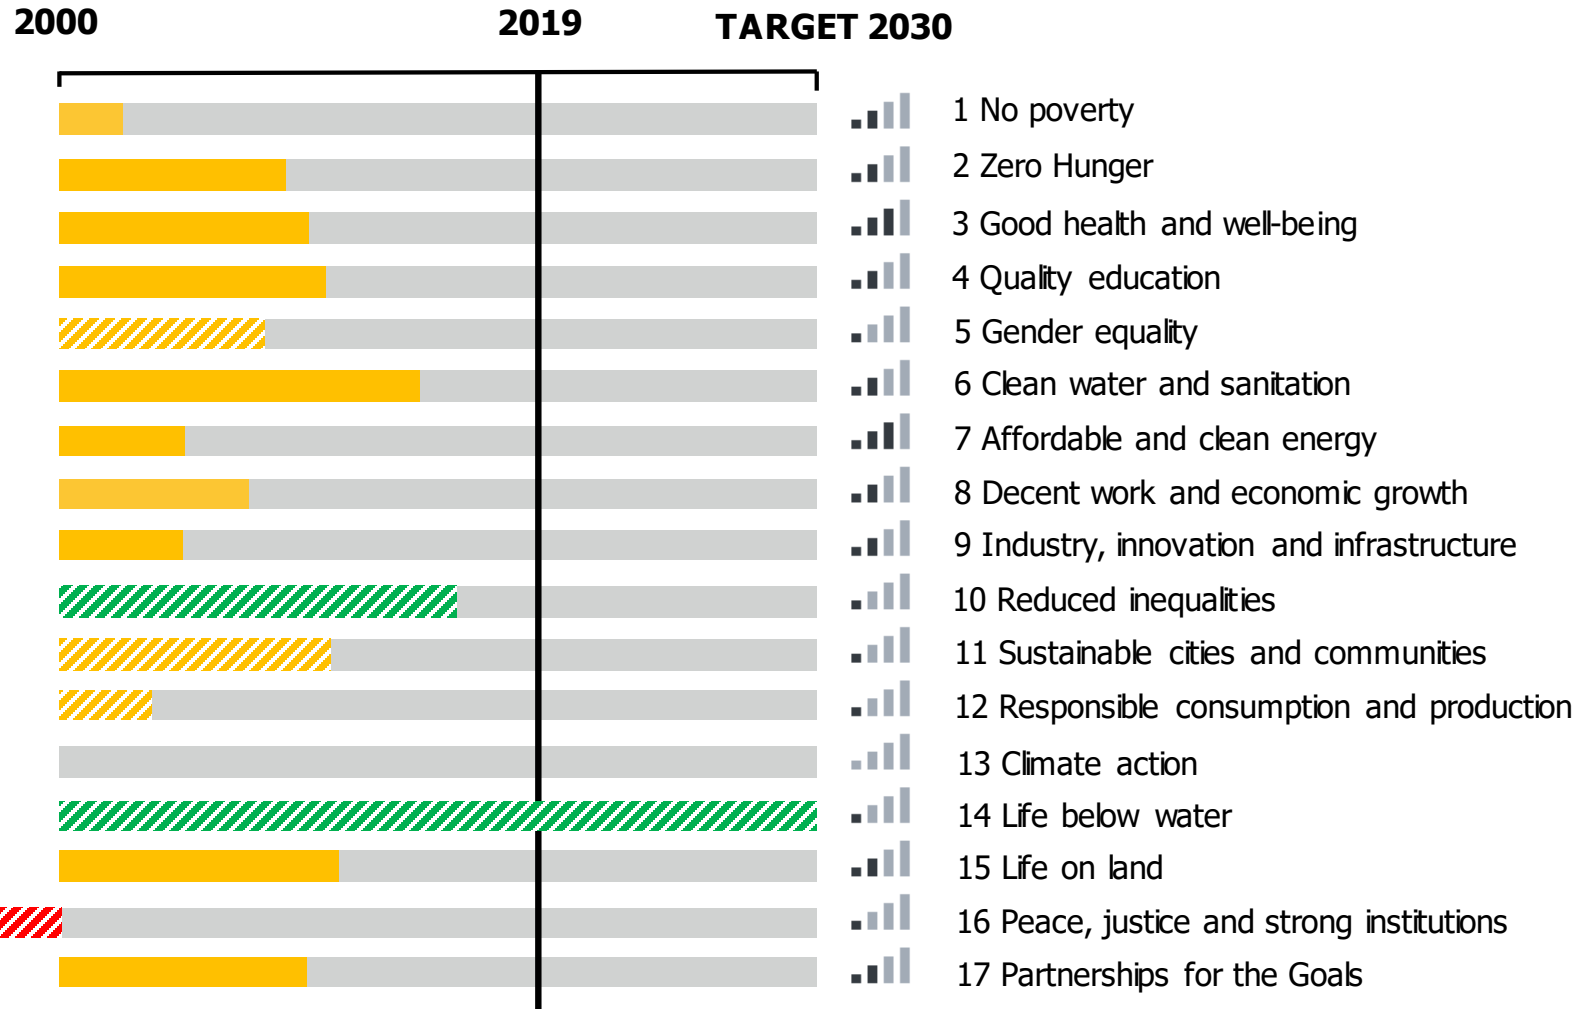 2000 2019 TARGET 2030
1 No poverty
2 Zero Hunger
3 Good health and well-being
4 Quality education
5 Gender equality
6 Clean water and sanitation
7 Affordable and clean energy
8 Decent work and economic growth
9 Industry, innovation and infrastructure
10 Reduced inequalities
11 Sustainable cities and communities
12 Responsible consumption and production
13 Climate action
14 Life below water
15 Life on land
16 Peace, justice and strong institutions
17 Partnerships for the Goals